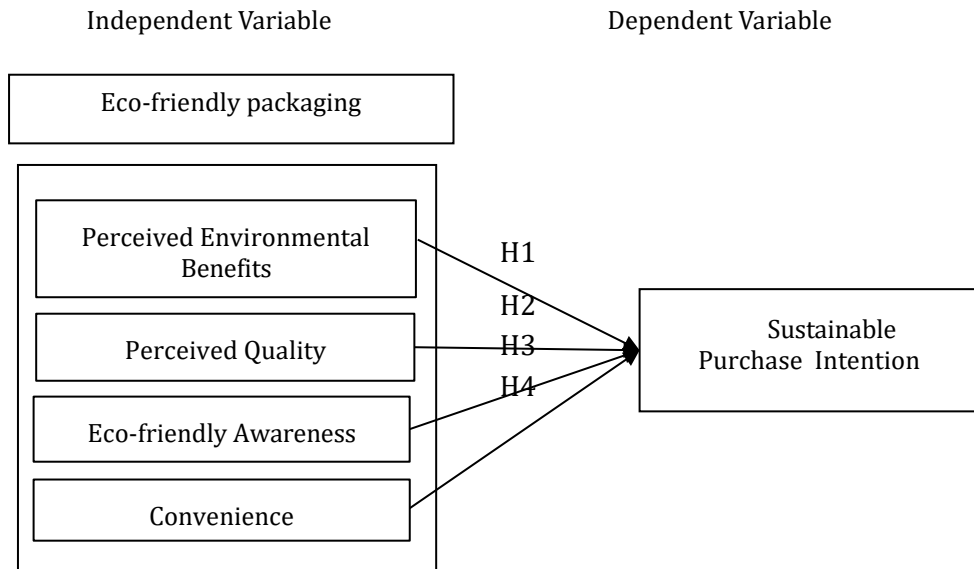 Independent Variable
Dependent Variable
Eco-friendly packaging
Perceived Environmental
Benefits
H1
H2
Perceived Quality
H3
Sustainable
Purchase Intention
H4
Eco-friendly Awareness
Convenience